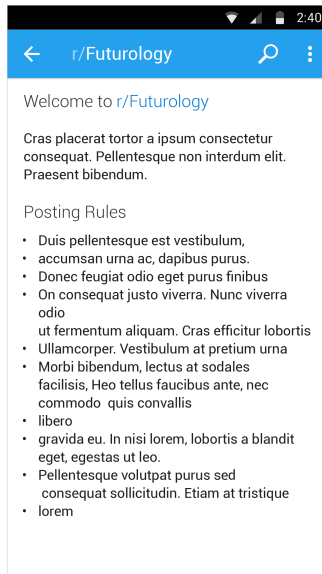 2:40
r/Futurology
Welcome to r/Futurology
Cras placerat tortor a ipsum consectetur
consequat. Pellentesque non interdum elit.
Praesent bibendum.
Posting Rules
• Duis pellentesque est vestibulum,
• accumsan urna ac, dapibus purus.
• Donec feugiat odio eget purus finibus
• On consequat justo viverra. Nunc viverra
odio
ut fermentum aliquam. Cras efficitur lobortis
• Ullamcorper. Vestibulum at pretium urna
• Morbi bibendum, lectus at sodales
facilisis, Heo tellus faucibus ante, nec
commodo  quis convallis
• libero
• gravida eu. In nisi lorem, lobortis a blandit
eget, egestas ut leo.
• Pellentesque volutpat purus sed
consequat sollicitudin. Etiam at tristique
• lorem